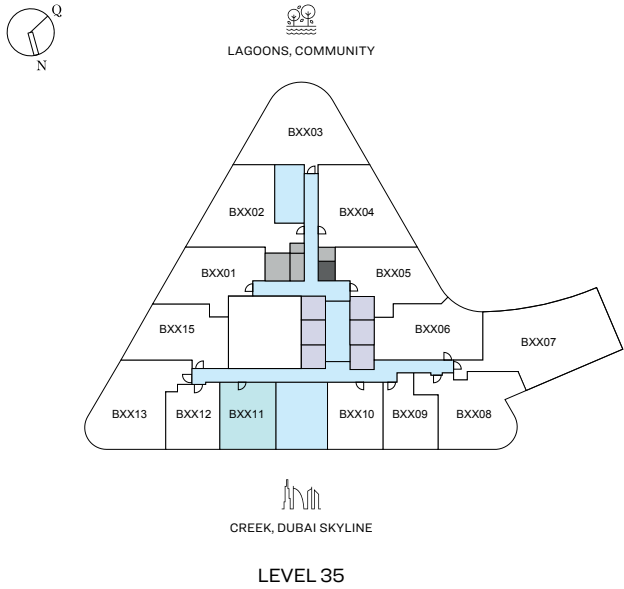 Q
N
LAGOONS, COMMUNITY
BXX03
BXX02 BXX04
BXX01 BXX05
BXX15 BXX06 BXX07
BXX13 BXX12 BXX11 BXX10 BXX09 BXX08
CREEK, DUBAI SKYLINE
LEVEL 35